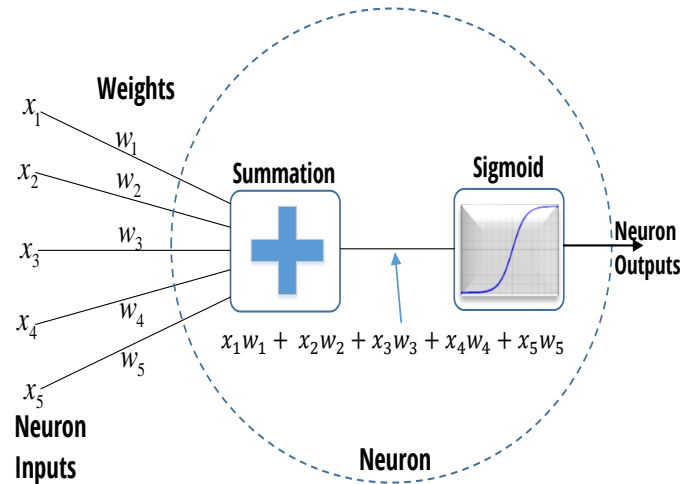 Weights
x₁
w₁
x₂
w₂
Summation
Sigmoid
x₃
w₃
Neuron
Outputs
x₄
w₄
x₁w₁ + x₂w₂ + x₃w₃ + x₄w₄ + x₅w₅
w₅
x₅
Neuron
Inputs
Neuron